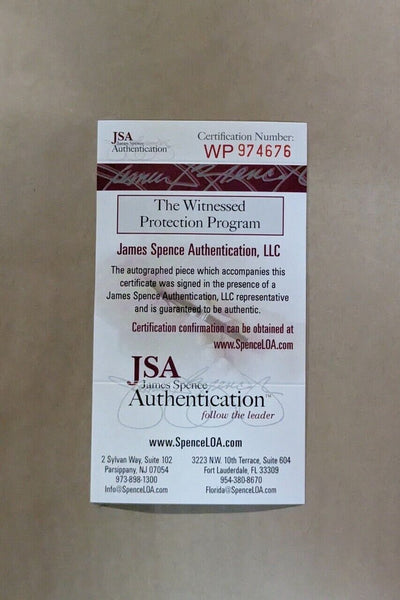 JSA
James Spence
Authentication
Certification Number:
WP 974676
James Spence
The Witnessed
Protection Program
James Spence Authentication, LLC
The autographed piece which accompanies this
certificate was signed in the presence of a
James Spence Authentication, LLC representative
and is guaranteed to be authentic.
Certification confirmation can be obtained at
www.SpenceLOA.com
JSA
James Spence
Authentication™
follow the leader
www.SpenceLOA.com
2 Sylvan Way, Suite 102
Parsippany, NJ 07054
973-898-1300
Info@SpenceLOA.com
3223 N.W. 10th Terrace, Suite 604
Fort Lauderdale, FL 33309
954-380-8670
Florida@SpenceLOA.com